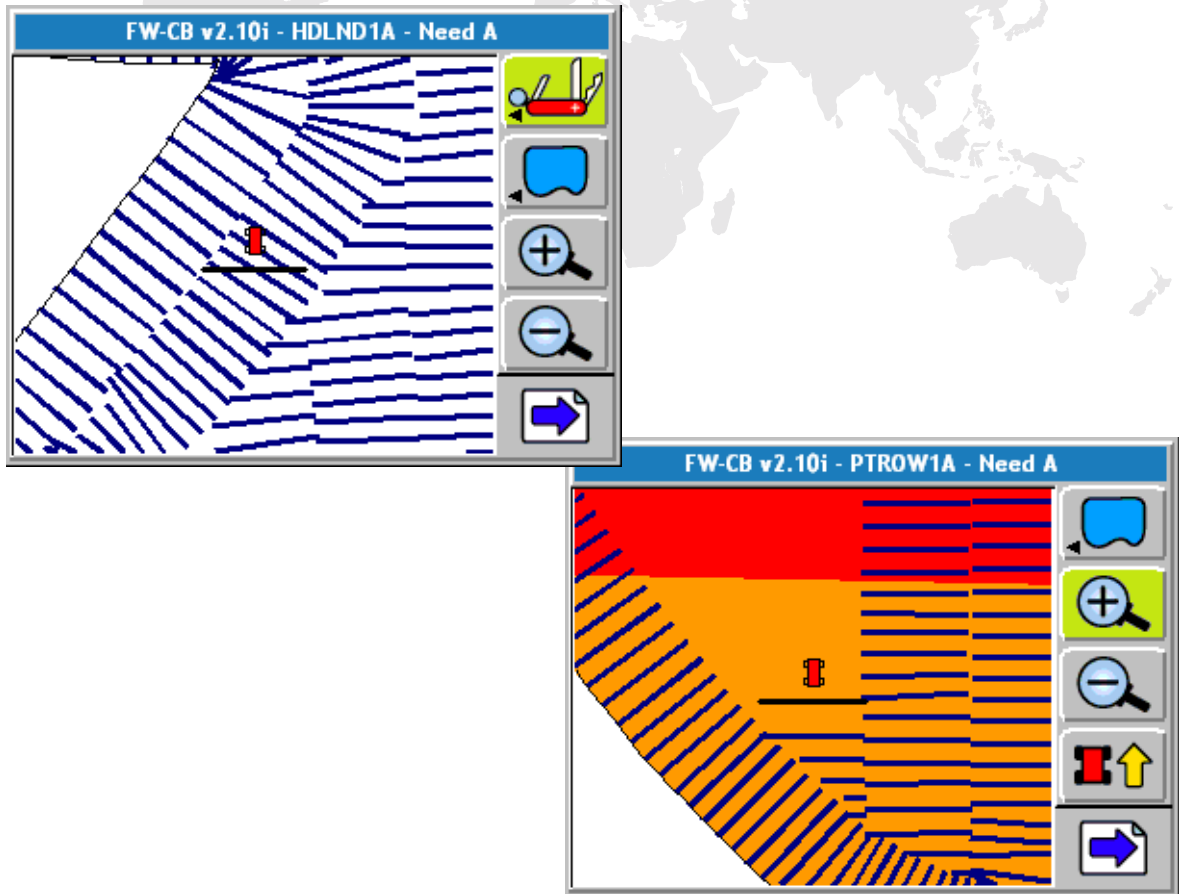 FW-CB v2.10i - HDLND1A - Need A
FW-CB v2.10i - PTROW1A - Need A